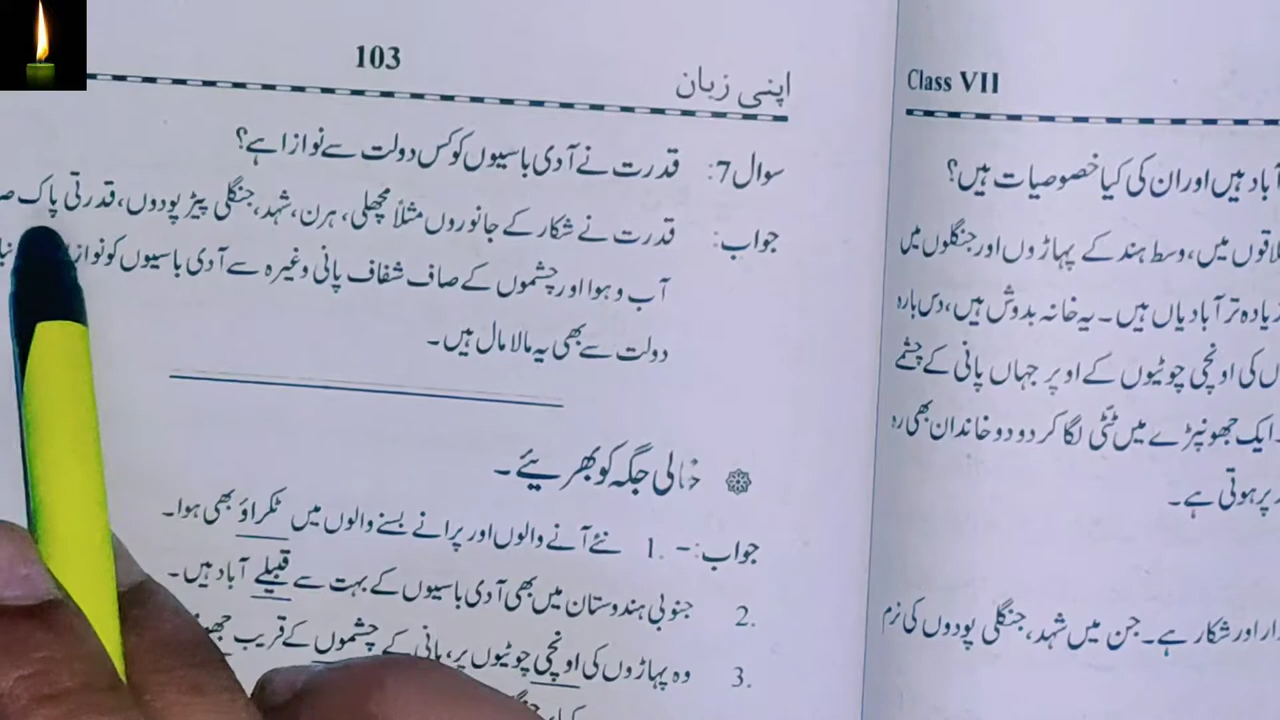 103
اپنی زبان
سوال 7: قدرت نے آدی باسیوں کو کس دولت سے نوازا ہے؟
جواب: قدرت نے شکار کے جانوروں مثلاً مچھلی، ہرن، شہد، جنگلی پیڑ پودوں، قدرتی پاک
آب و ہوا اور چشموں کے صاف شفاف پانی وغیرہ سے آدی باسیوں کو نوازا
دولت سے بھی یہ مالا مال ہیں۔
خالی جگہ کو بھریئے۔
جواب:- 1. نئے آنے والوں اور پرانے بسنے والوں میں ٹکراؤ بھی ہوا۔
2. جنوبی ہندوستان میں بھی آدی باسیوں کے بہت سے قبیلے آباد ہیں۔
3. وہ پہاڑوں کی اونچی چوٹیوں پر، پانی کے چشموں کے قریب
Class VII
آباد ہیں اور ان کی کیا خصوصیات ہیں؟
علاقوں میں، وسط ہند کے پہاڑوں اور جنگلوں میں
زیادہ تر آبادیاں ہیں۔ یہ خانہ بدوش ہیں، دس بارہ
کی اونچی چوٹیوں کے اوپر جہاں پانی کے چشمے
ایک جھونپڑے میں ٹٹی لگا کر دو دو خاندان بھی رہ
پر ہوتی ہے۔
اور شکار ہے۔ جن میں شہد، جنگلی پودوں کی نرم